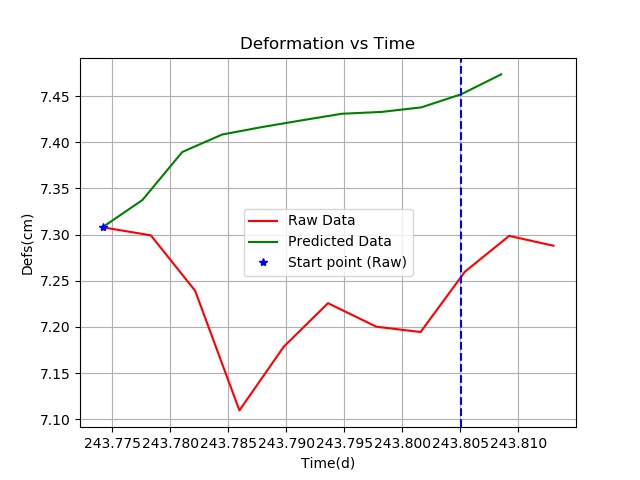 Deformation vs Time
7.45
7.40
7.35
7.30
7.25
7.20
7.15
7.10
Defs(cm)
Raw Data
Predicted Data
Start point (Raw)
243.775 243.780 243.785 243.790 243.795 243.800 243.805 243.810
Time(d)